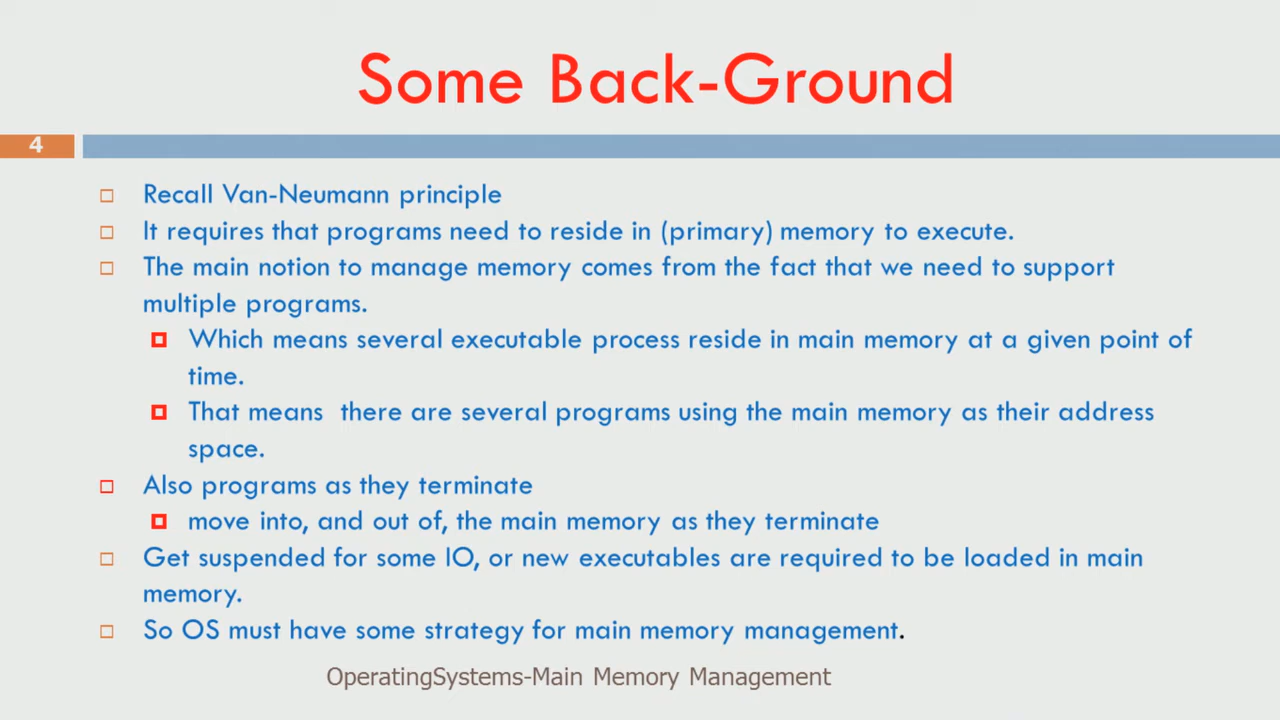 Some Back-Ground
4
Recall Van-Neumann principle
It requires that programs need to reside in (primary) memory to execute.
The main notion to manage memory comes from the fact that we need to support
multiple programs.
Which means several executable process reside in main memory at a given point of
time.
That means there are several programs using the main memory as their address
space.
Also programs as they terminate
move into, and out of, the main memory as they terminate
Get suspended for some IO, or new executables are required to be loaded in main
memory.
So OS must have some strategy for main memory management.
OperatingSystems-Main Memory Management